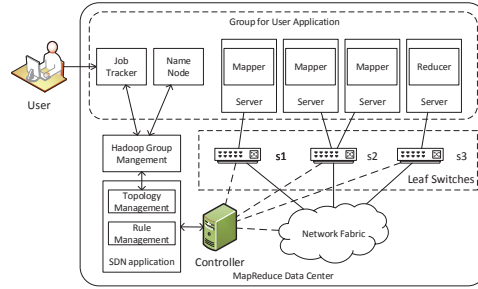 Group for User Application
User
Job
Tracker
Name
Node
Mapper
Server
Mapper
Server
Mapper
Server
Reducer
Server
Hadoop Group
Mangement
s1
s2
s3
Leaf Switches
Topology
Management
Rule
Management
SDN application
Controller
Network Fabric
MapReduce Data Center